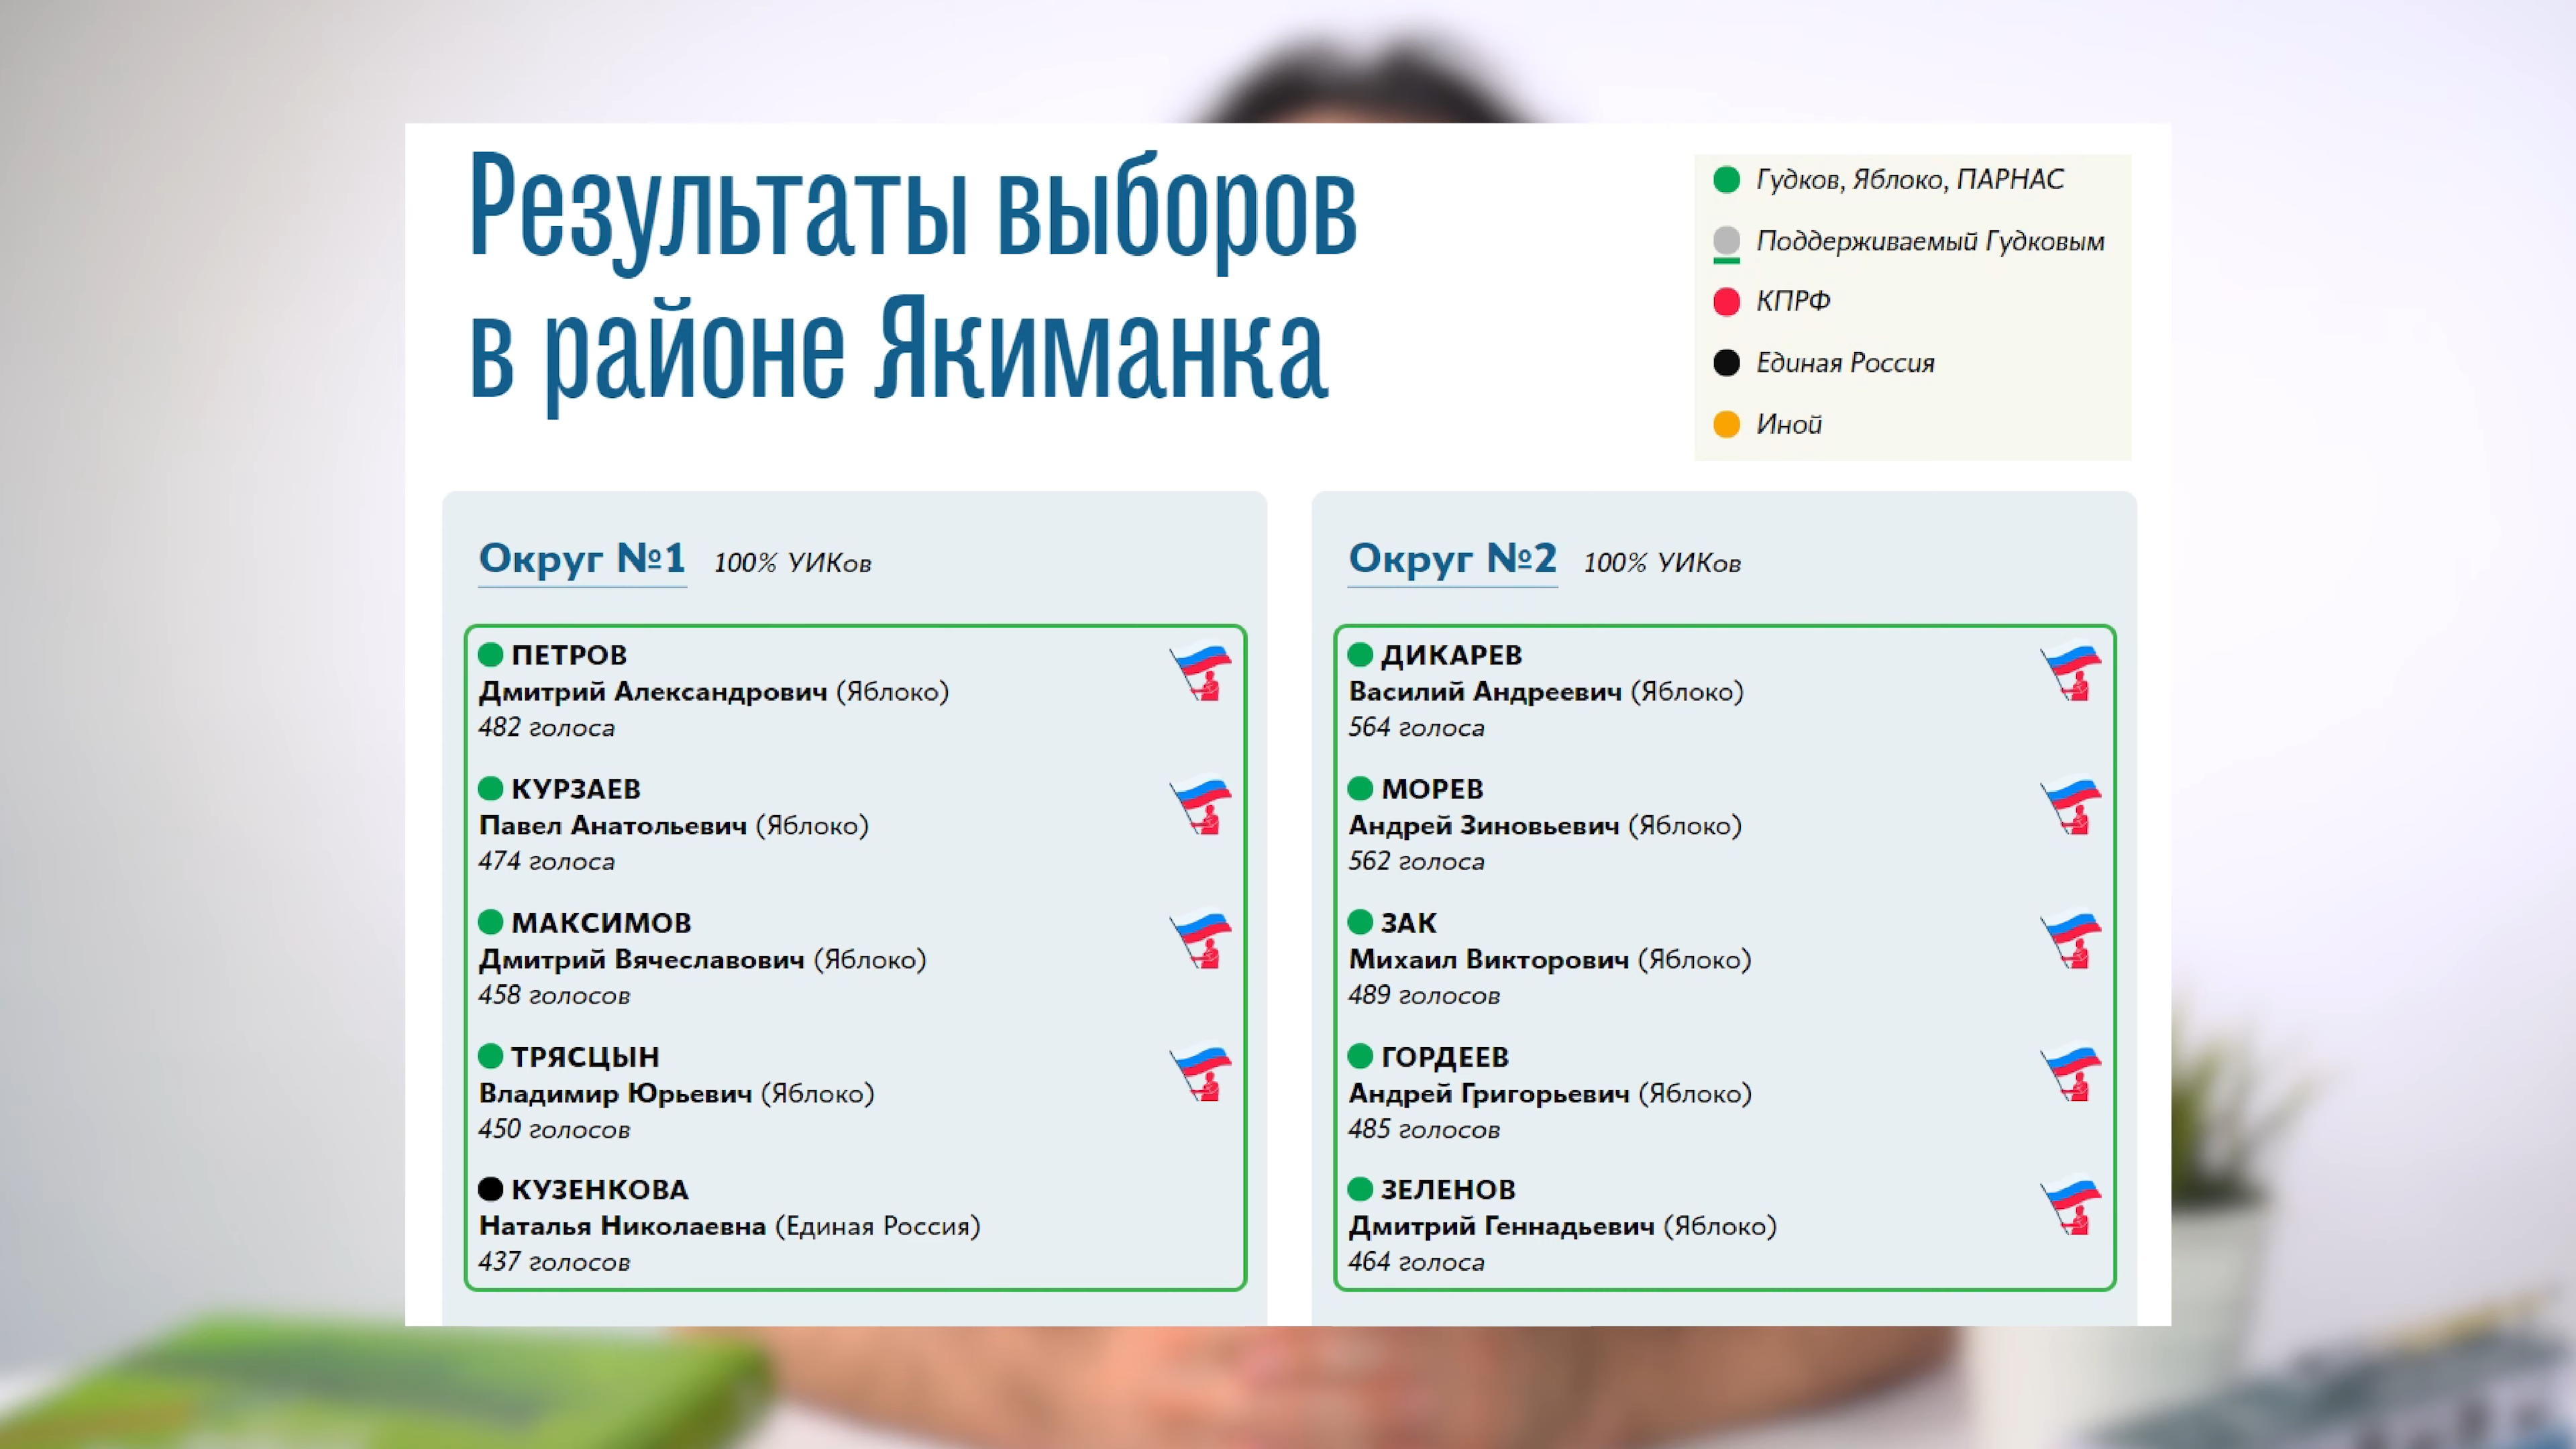 Результаты выборов
в районе Якиманка
Гудков, Яблоко, ПАРНАС
Поддерживаемый Гудковым
КПРФ
Единая Россия
Иной
Округ №1 100% УИКов
ПЕТРОВ
Дмитрий Александрович (Яблоко)
482 голоса
КУРЗАЕВ
Павел Анатольевич (Яблоко)
474 голоса
МАКСИМОВ
Дмитрий Вячеславович (Яблоко)
458 голосов
ТРЯСЦЫН
Владимир Юрьевич (Яблоко)
450 голосов
КУЗЕНКОВА
Наталья Николаевна (Единая Россия)
437 голосов
Округ №2 100% УИКов
ДИКАРЕВ
Василий Андреевич (Яблоко)
564 голоса
МОРЕВ
Андрей Зиновьевич (Яблоко)
562 голоса
ЗАК
Михаил Викторович (Яблоко)
489 голосов
ГОРДЕЕВ
Андрей Григорьевич (Яблоко)
485 голосов
ЗЕЛЕНОВ
Дмитрий Геннадьевич (Яблоко)
464 голоса